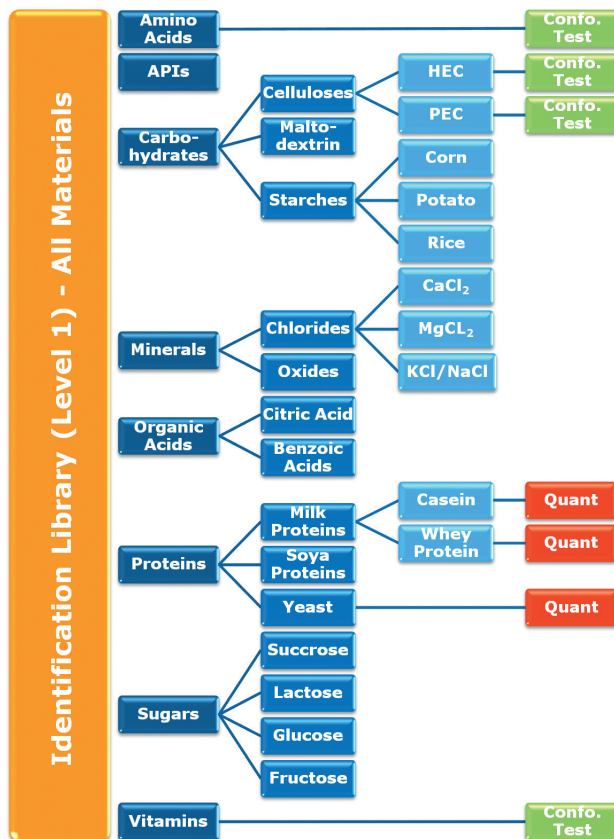 Identification Library (Level 1) - All Materials
Amino
Acids
Confo.
Test
APIs
Carbo-
hydrates
Celluloses
HEC
Confo.
Test
PEC
Confo.
Test
Malto-
dextrin
Starches
Corn
Potato
Rice
Minerals
Chlorides
CaCl₂
MgCL₂
KCl/NaCl
Oxides
Organic
Acids
Citric Acid
Benzoic
Acids
Proteins
Milk
Proteins
Casein
Quant
Whey
Protein
Quant
Soya
Proteins
Yeast
Quant
Sugars
Succrose
Lactose
Glucose
Fructose
Vitamins
Confo.
Test